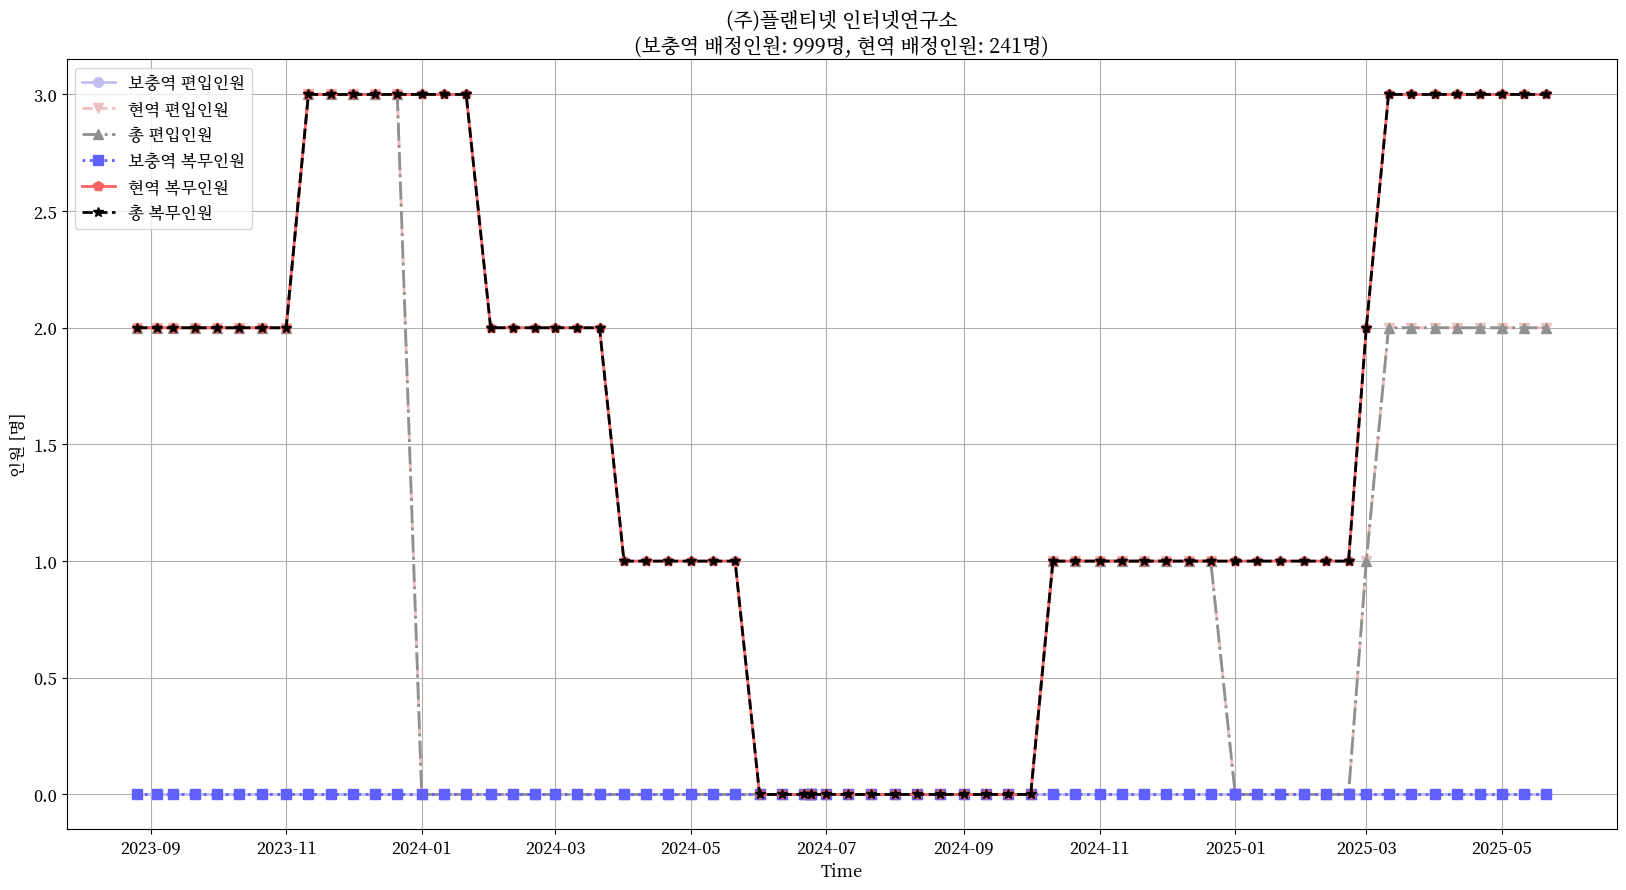 (주)플랜티넷 인터넷연구소
(보충역 배정인원: 999명, 현역 배정인원: 241명)
보충역 편입인원
현역 편입인원
총 편입인원
보충역 복무인원
현역 복무인원
총 복무인원
인원 [명]
3.0
2.5
2.0
1.5
1.0
0.5
0.0
2023-09
2023-11
2024-01
2024-03
2024-05
2024-07
2024-09
2024-11
2025-01
2025-03
2025-05
Time